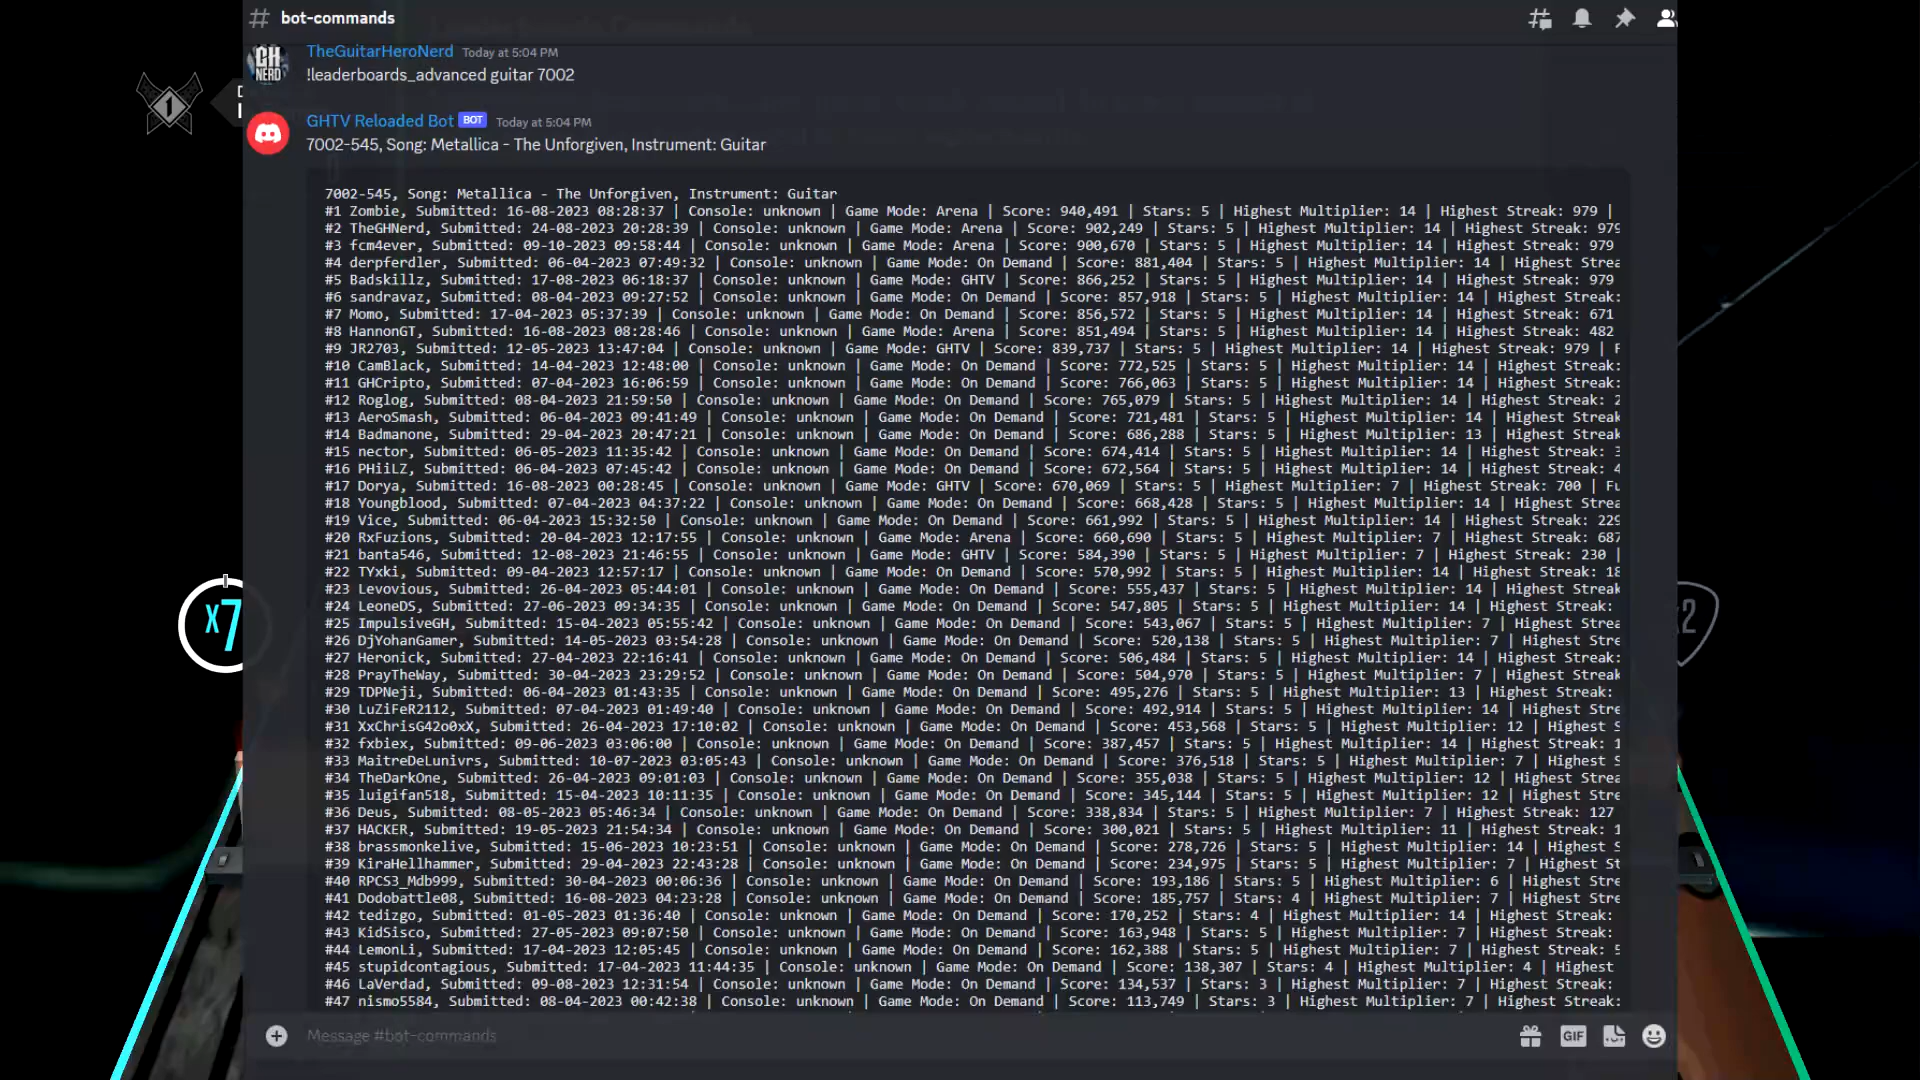 bot-commands
TheGuitarHeroNerd Today at 5:04 PM
GH NERD
!leaderboards_advanced guitar 7002
GHTV Reloaded Bot BOT Today at 5:04 PM
7002-545, Song: Metallica - The Unforgiven, Instrument: Guitar
7002-545, Song: Metallica - The Unforgiven, Instrument: Guitar
#1 Zombie, Submitted: 16-08-2023 08:28:37 | Console: unknown | Game Mode: Arena | Score: 940,491 | Stars: 5 | Highest Multiplier: 14 | Highest Streak: 979 |
#2 TheGHNerd, Submitted: 24-08-2023 20:28:39 | Console: unknown | Game Mode: Arena | Score: 902,249 | Stars: 5 | Highest Multiplier: 14 | Highest Streak: 979
#3 fcm4ever, Submitted: 09-10-2023 09:58:44 | Console: unknown | Game Mode: Arena | Score: 900,670 | Stars: 5 | Highest Multiplier: 14 | Highest Streak: 979
#4 derpferdler, Submitted: 06-04-2023 07:49:32 | Console: unknown | Game Mode: On Demand | Score: 881,404 | Stars: 5 | Highest Multiplier: 14 | Highest Strea
#5 Badskillz, Submitted: 17-08-2023 06:18:37 | Console: unknown | Game Mode: GHTV | Score: 866,252 | Stars: 5 | Highest Multiplier: 14 | Highest Streak: 979
#6 sandravaz, Submitted: 08-04-2023 09:27:52 | Console: unknown | Game Mode: On Demand | Score: 857,918 | Stars: 5 | Highest Multiplier: 14 | Highest Streak:
#7 Momo, Submitted: 17-04-2023 05:37:39 | Console: unknown | Game Mode: On Demand | Score: 856,572 | Stars: 5 | Highest Multiplier: 14 | Highest Streak: 671
#8 HannonGT, Submitted: 16-08-2023 08:28:46 | Console: unknown | Game Mode: Arena | Score: 851,494 | Stars: 5 | Highest Multiplier: 14 | Highest Streak: 482
#9 JR2703, Submitted: 12-05-2023 13:47:04 | Console: unknown | Game Mode: GHTV | Score: 839,737 | Stars: 5 | Highest Multiplier: 14 | Highest Streak: 979 | F
#10 CamBlack, Submitted: 14-04-2023 12:48:00 | Console: unknown | Game Mode: On Demand | Score: 772,525 | Stars: 5 | Highest Multiplier: 14 | Highest Streak:
#11 GHCripto, Submitted: 07-04-2023 16:06:59 | Console: unknown | Game Mode: On Demand | Score: 766,063 | Stars: 5 | Highest Multiplier: 14 | Highest Streak:
#12 Roglog, Submitted: 08-04-2023 21:59:50 | Console: unknown | Game Mode: On Demand | Score: 765,079 | Stars: 5 | Highest Multiplier: 14 | Highest Streak: 2
#13 AeroSmash, Submitted: 06-04-2023 09:41:49 | Console: unknown | Game Mode: On Demand | Score: 721,481 | Stars: 5 | Highest Multiplier: 14 | Highest Streak
#14 Badmanone, Submitted: 29-04-2023 20:47:21 | Console: unknown | Game Mode: On Demand | Score: 686,288 | Stars: 5 | Highest Multiplier: 13 | Highest Streak
#15 nector, Submitted: 06-05-2023 11:35:42 | Console: unknown | Game Mode: On Demand | Score: 674,414 | Stars: 5 | Highest Multiplier: 14 | Highest Streak: 3
#16 PHiiLZ, Submitted: 06-04-2023 07:45:42 | Console: unknown | Game Mode: On Demand | Score: 672,564 | Stars: 5 | Highest Multiplier: 14 | Highest Streak: 4
#17 Dorya, Submitted: 16-08-2023 00:28:45 | Console: unknown | Game Mode: GHTV | Score: 670,069 | Stars: 5 | Highest Multiplier: 7 | Highest Streak: 700 | Fu
#18 Youngblood, Submitted: 07-04-2023 04:37:22 | Console: unknown | Game Mode: On Demand | Score: 668,428 | Stars: 5 | Highest Multiplier: 14 | Highest Streak
#19 Vice, Submitted: 06-04-2023 15:32:50 | Console: unknown | Game Mode: On Demand | Score: 661,992 | Stars: 5 | Highest Multiplier: 14 | Highest Streak: 229
#20 RxFuzions, Submitted: 20-04-2023 12:17:55 | Console: unknown | Game Mode: Arena | Score: 660,690 | Stars: 5 | Highest Multiplier: 7 | Highest Streak: 687
#21 banta546, Submitted: 12-08-2023 21:46:55 | Console: unknown | Game Mode: GHTV | Score: 584,390 | Stars: 5 | Highest Multiplier: 7 | Highest Streak: 230 |
#22 TYxki, Submitted: 09-04-2023 12:57:17 | Console: unknown | Game Mode: On Demand | Score: 570,992 | Stars: 5 | Highest Multiplier: 14 | Highest Streak: 18
#23 Levovious, Submitted: 26-04-2023 05:44:01 | Console: unknown | Game Mode: On Demand | Score: 555,437 | Stars: 5 | Highest Multiplier: 14 | Highest Streak
#24 LeoneDS, Submitted: 27-06-2023 09:34:35 | Console: unknown | Game Mode: On Demand | Score: 547,805 | Stars: 5 | Highest Multiplier: 14 | Highest Streak:
#25 ImpulsiveGH, Submitted: 15-04-2023 05:55:42 | Console: unknown | Game Mode: On Demand | Score: 543,067 | Stars: 5 | Highest Multiplier: 7 | Highest Strea
#26 DjYohanGamer, Submitted: 14-05-2023 03:54:28 | Console: unknown | Game Mode: On Demand | Score: 520,138 | Stars: 5 | Highest Multiplier: 7 | Highest Stre
#27 Heronick, Submitted: 27-04-2023 22:16:41 | Console: unknown | Game Mode: On Demand | Score: 506,484 | Stars: 5 | Highest Multiplier: 14 | Highest Streak:
#28 PrayTheWay, Submitted: 30-04-2023 23:29:52 | Console: unknown | Game Mode: On Demand | Score: 504,970 | Stars: 5 | Highest Multiplier: 7 | Highest Streak
#29 TDPNeji, Submitted: 06-04-2023 01:43:35 | Console: unknown | Game Mode: On Demand | Score: 495,276 | Stars: 5 | Highest Multiplier: 13 | Highest Streak:
#30 LuZiFeR2112, Submitted: 07-04-2023 01:49:40 | Console: unknown | Game Mode: On Demand | Score: 492,914 | Stars: 5 | Highest Multiplier: 14 | Highest Stre
#31 XxChrisG42o0xX, Submitted: 26-04-2023 17:10:02 | Console: unknown | Game Mode: On Demand | Score: 453,568 | Stars: 5 | Highest Multiplier: 12 | Highest S
#32 fxbiex, Submitted: 09-06-2023 03:06:00 | Console: unknown | Game Mode: On Demand | Score: 387,457 | Stars: 5 | Highest Multiplier: 14 | Highest Streak: 1
#33 MaitreDeLunivrs, Submitted: 10-07-2023 03:05:43 | Console: unknown | Game Mode: On Demand | Score: 376,518 | Stars: 5 | Highest Multiplier: 7 | Highest S
#34 TheDarkOne, Submitted: 26-04-2023 09:01:03 | Console: unknown | Game Mode: On Demand | Score: 355,038 | Stars: 5 | Highest Multiplier: 12 | Highest Strea
#35 luigifan518, Submitted: 15-04-2023 10:11:35 | Console: unknown | Game Mode: On Demand | Score: 345,144 | Stars: 5 | Highest Multiplier: 12 | Highest Stre
#36 Deus, Submitted: 08-05-2023 05:46:34 | Console: unknown | Game Mode: On Demand | Score: 338,834 | Stars: 5 | Highest Multiplier: 7 | Highest Streak: 127
#37 HACKER, Submitted: 19-05-2023 21:54:34 | Console: unknown | Game Mode: On Demand | Score: 300,021 | Stars: 5 | Highest Multiplier: 11 | Highest Streak: 1
#38 brassmonkelive, Submitted: 15-06-2023 10:23:51 | Console: unknown | Game Mode: On Demand | Score: 278,726 | Stars: 5 | Highest Multiplier: 14 | Highest S
#39 KiraHellhammer, Submitted: 29-04-2023 22:43:28 | Console: unknown | Game Mode: On Demand | Score: 234,975 | Stars: 5 | Highest Multiplier: 7 | Highest St
#40 RPCS3_Mdb999, Submitted: 30-04-2023 00:06:36 | Console: unknown | Game Mode: On Demand | Score: 193,186 | Stars: 5 | Highest Multiplier: 6 | Highest Stre
#41 Dodobattle08, Submitted: 16-08-2023 04:23:28 | Console: unknown | Game Mode: On Demand | Score: 185,757 | Stars: 4 | Highest Multiplier: 7 | Highest Stre
#42 tedizgo, Submitted: 01-05-2023 01:36:40 | Console: unknown | Game Mode: On Demand | Score: 170,252 | Stars: 4 | Highest Multiplier: 14 | Highest Streak:
#43 KidSisco, Submitted: 27-05-2023 09:07:50 | Console: unknown | Game Mode: On Demand | Score: 163,948 | Stars: 5 | Highest Multiplier: 7 | Highest Streak:
#44 LemonLi, Submitted: 17-04-2023 12:05:45 | Console: unknown | Game Mode: On Demand | Score: 162,388 | Stars: 5 | Highest Multiplier: 7 | Highest Streak: 5
#45 stupidcontagious, Submitted: 17-04-2023 11:44:35 | Console: unknown | Game Mode: On Demand | Score: 138,307 | Stars: 4 | Highest Multiplier: 4 | Highest
#46 LaVerdad, Submitted: 09-08-2023 12:31:54 | Console: unknown | Game Mode: On Demand | Score: 134,537 | Stars: 3 | Highest Multiplier: 7 | Highest Streak:
#47 nismo5584, Submitted: 08-04-2023 00:42:38 | Console: unknown | Game Mode: On Demand | Score: 113,749 | Stars: 3 | Highest Multiplier: 7 | Highest Streak:
Message #bot-commands
GIF
1
x7
x2